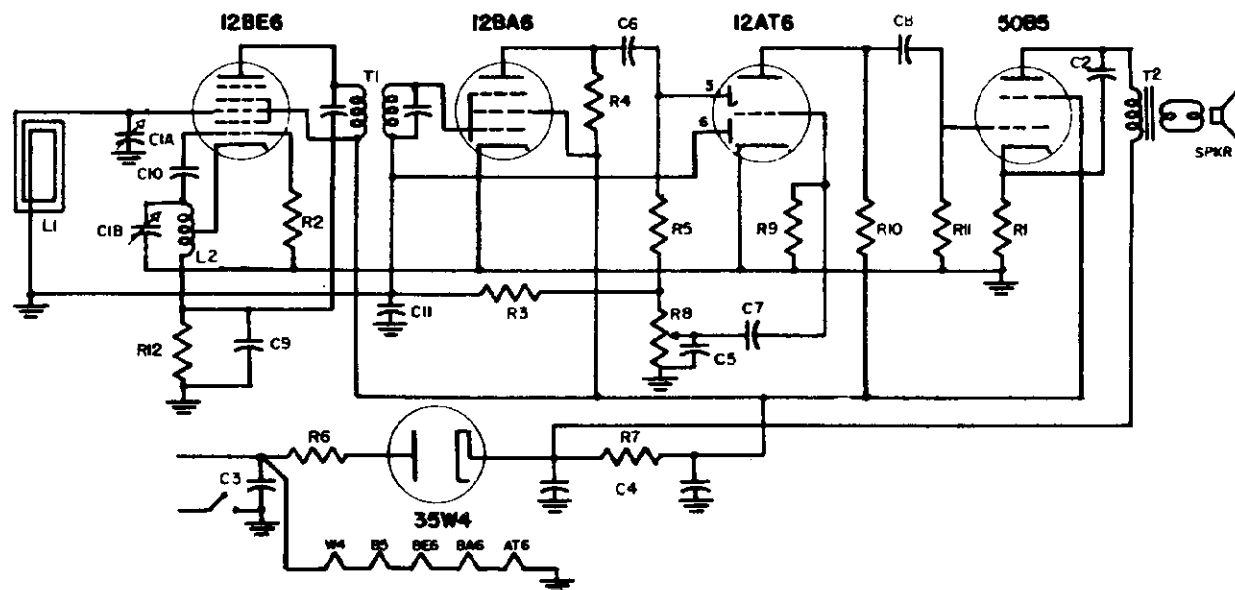 12BE6 12BA6 12AT6 50B5
C6 C8
T1 C2 T2
R4
5
C1A 6
C10 SPKR
L1 C1B R2 R5 R9 R10 R11 R1
L2
C11 R3 R8 C7
R12 C9 C5
R6 R7
C3 C4
35W4
W4 B5 BE6 BA6 AT6